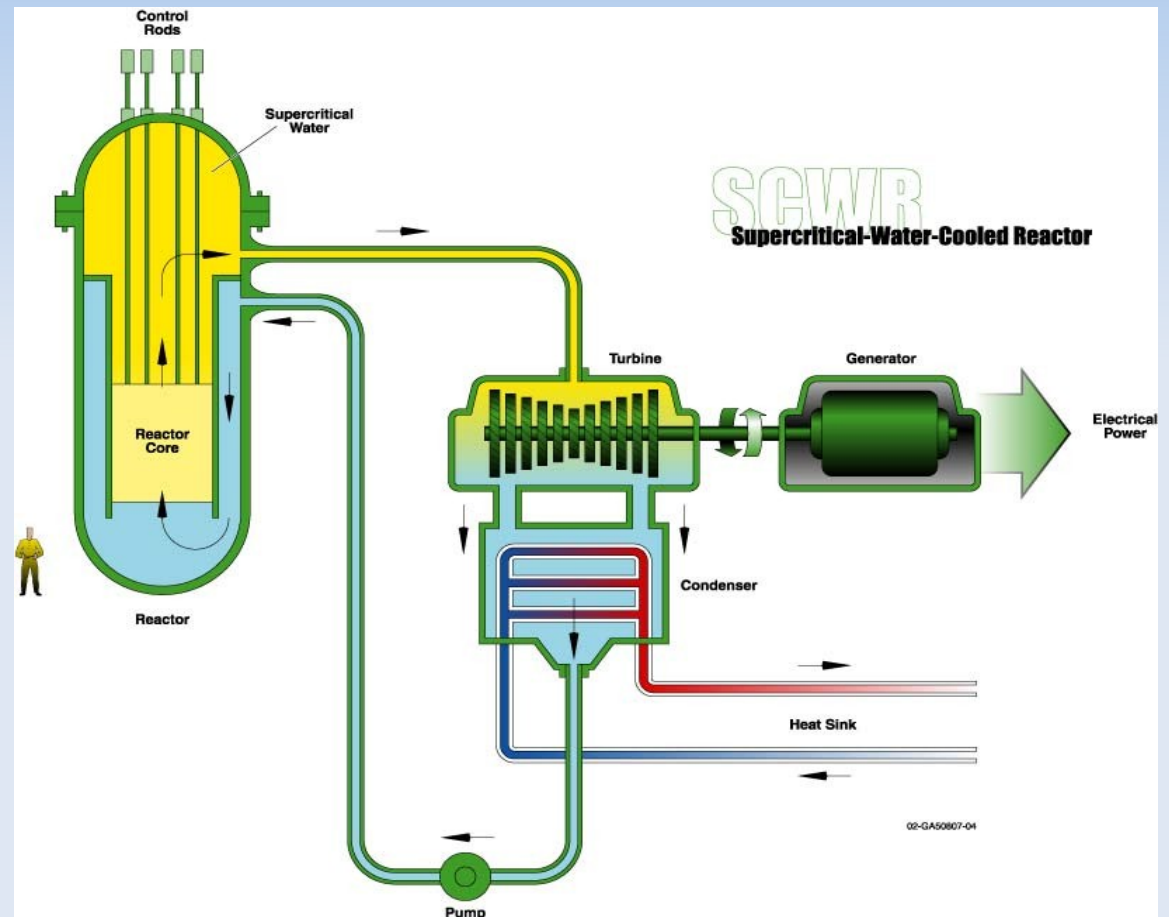 Control
Rods
Supercritical
Water
SCWR
Supercritical-Water-Cooled Reactor
Turbine
Generator
Electrical
Power
Reactor
Core
Condenser
Reactor
Heat Sink
02-GA50807-04
Pump